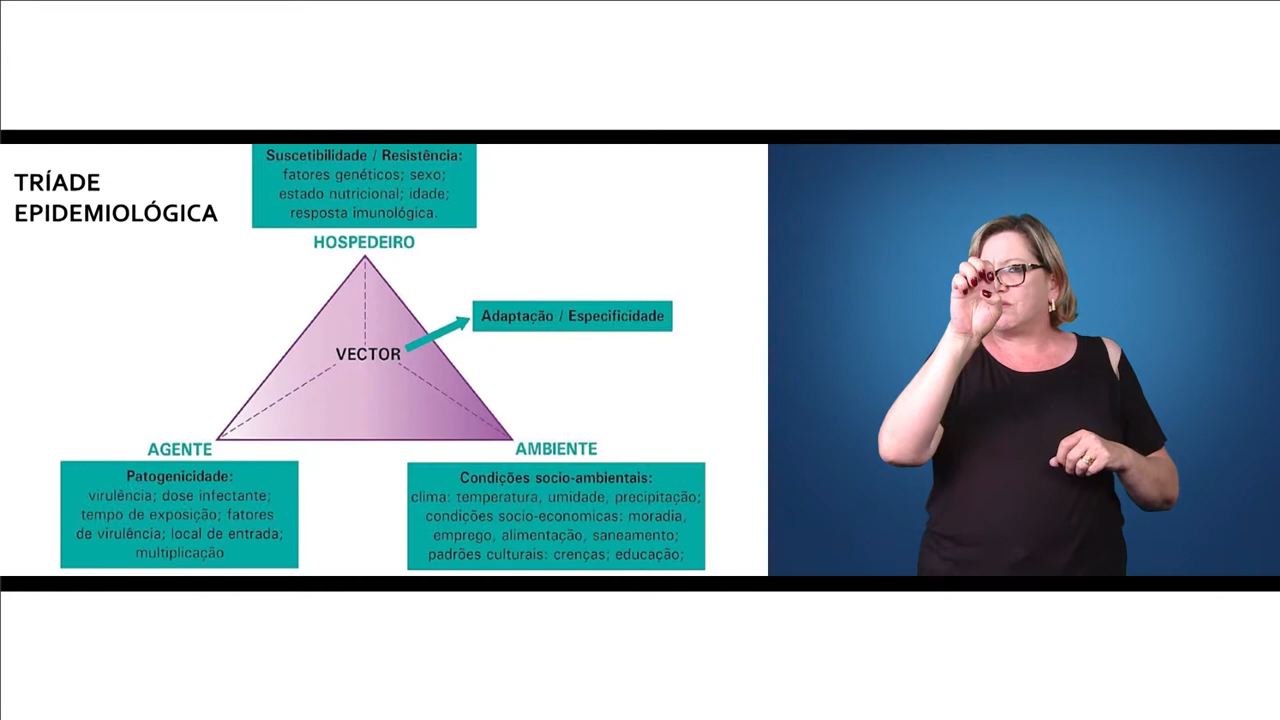 TRÍADE
EPIDEMIOLÓGICA
Suscetibilidade / Resistência:
fatores genéticos; sexo;
estado nutricional; idade;
resposta imunológica.
HOSPEDEIRO
Adaptação / Especificidade
VECTOR
AGENTE
Patogenicidade:
virulência; dose infectante;
tempo de exposição; fatores
de virulência; local de entrada;
multiplicação
AMBIENTE
Condições socio-ambientais:
clima: temperatura, umidade, precipitação;
condições socio-economicas: moradia,
emprego, alimentação, saneamento;
padrões culturais: crenças; educação;